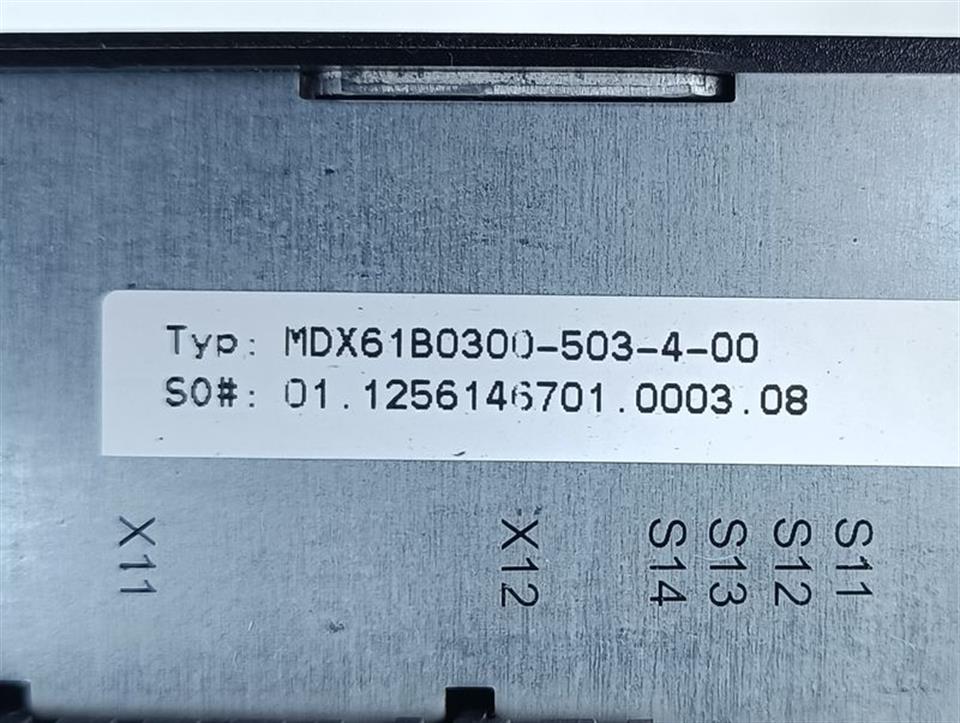 Typ: MDX61B0300-503-4-00
SO#: 01.1256146701.0003.08
X11
X12
S14
S13
S12
S11